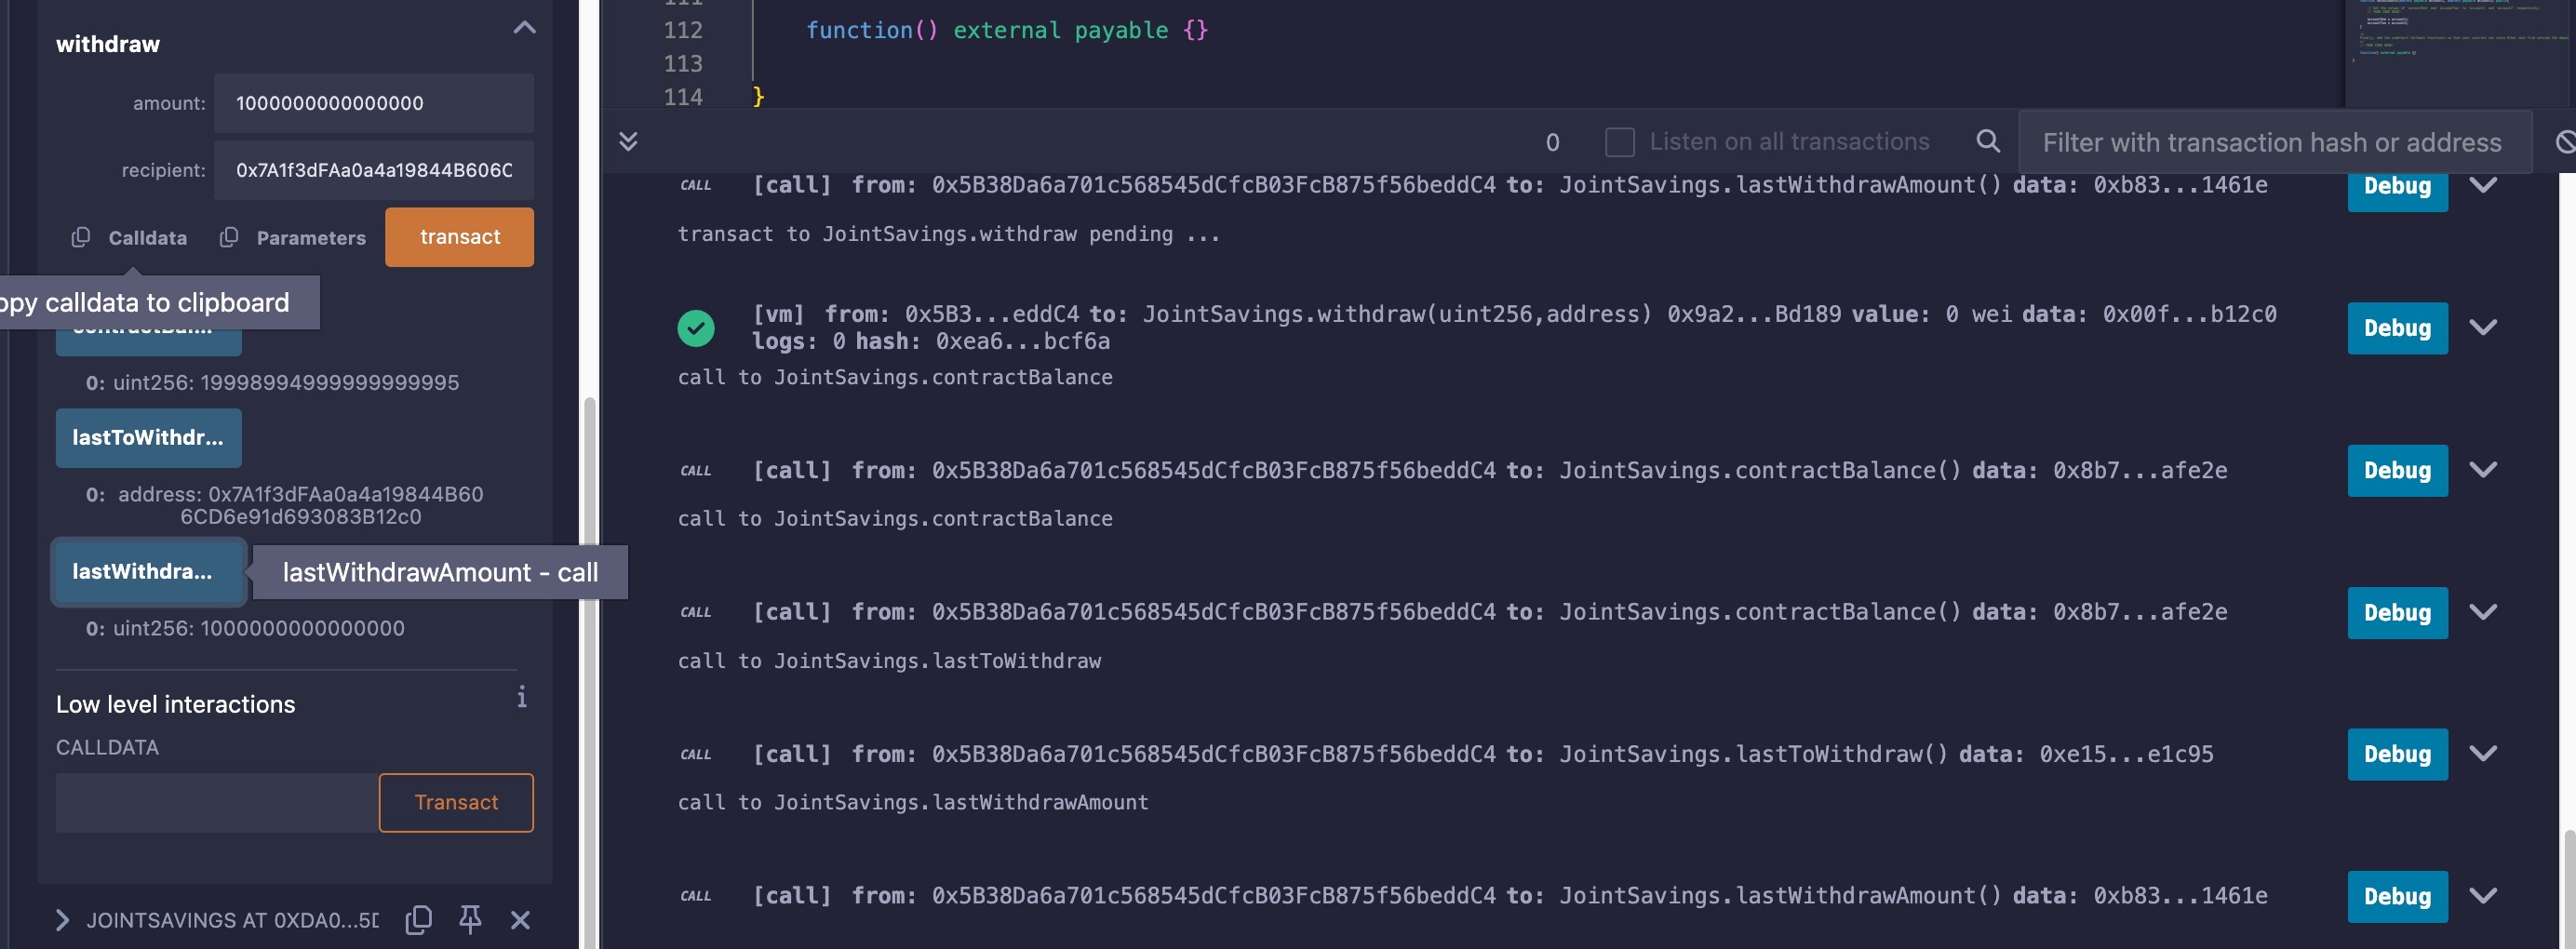 withdraw
amount: 1000000000000000
recipient: 0x7A1f3dFAa0a4a19844B606C
Calldata Parameters transact
opy calldata to clipboard
contractBal...
0: uint256: 19998994999999999995
lastToWithdr...
0: address: 0x7A1f3dFAa0a4a19844B60
6CD6e91d693083B12c0
lastWithdra...
lastWithdrawAmount - call
0: uint256: 1000000000000000
Low level interactions
i
CALLDATA
Transact
JOINTSAVINGS AT 0XDA0...5D
111
112 function() external payable {}
113
114 }
0 Listen on all transactions Filter with transaction hash or address
CALL [call] from: 0x5B38Da6a701c568545dCfcB03FcB875f56beddC4 to: JointSavings.lastWithdrawAmount() data: 0xb83...1461e Debug
transact to JointSavings.withdraw pending ...
[vm] from: 0x5B3...eddC4 to: JointSavings.withdraw(uint256,address) 0x9a2...Bd189 value: 0 wei data: 0x00f...b12c0
logs: 0 hash: 0xea6...bcf6a Debug
call to JointSavings.contractBalance
CALL [call] from: 0x5B38Da6a701c568545dCfcB03FcB875f56beddC4 to: JointSavings.contractBalance() data: 0x8b7...afe2e Debug
call to JointSavings.contractBalance
CALL [call] from: 0x5B38Da6a701c568545dCfcB03FcB875f56beddC4 to: JointSavings.contractBalance() data: 0x8b7...afe2e Debug
call to JointSavings.lastToWithdraw
CALL [call] from: 0x5B38Da6a701c568545dCfcB03FcB875f56beddC4 to: JointSavings.lastToWithdraw() data: 0xe15...e1c95 Debug
call to JointSavings.lastWithdrawAmount
CALL [call] from: 0x5B38Da6a701c568545dCfcB03FcB875f56beddC4 to: JointSavings.lastWithdrawAmount() data: 0xb83...1461e Debug